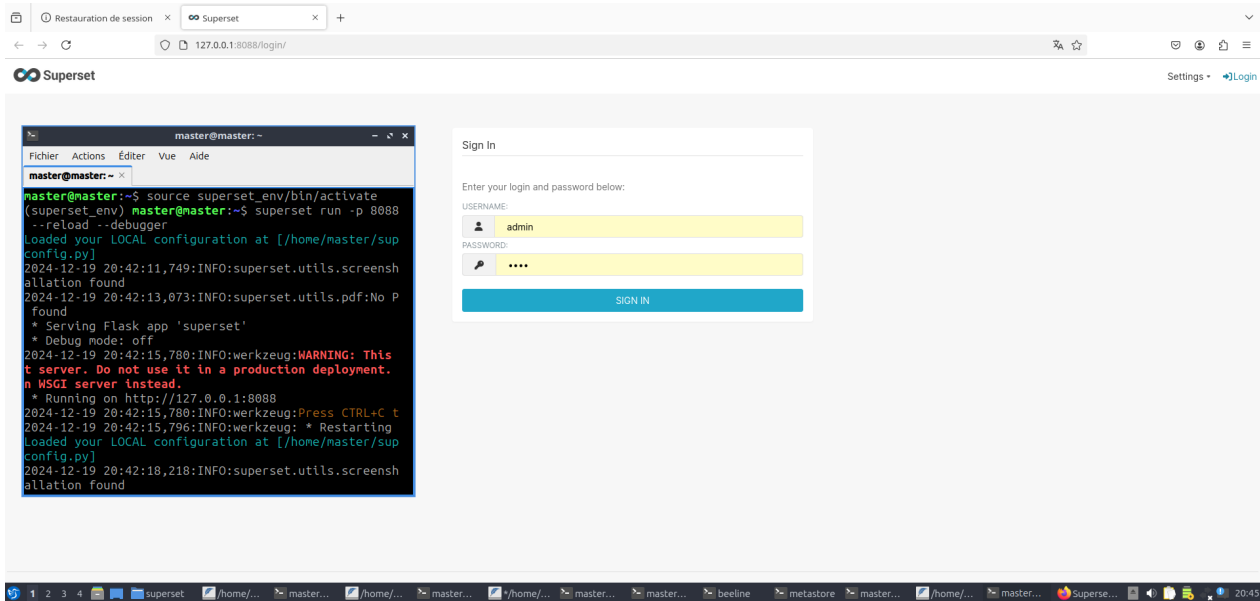 Restauration de session
Superset
127.0.0.1:8088/login/
Superset
Settings
Login
master@master: ~
Fichier Actions Éditer Vue Aide
master@master: ~
master@master:~$ source superset_env/bin/activate
(superset_env) master@master:~$ superset run -p 8088
--reload --debugger
Loaded your LOCAL configuration at [/home/master/sup
config.py]
2024-12-19 20:42:11,749:INFO:superset.utils.screensh
allation found
2024-12-19 20:42:13,073:INFO:superset.utils.pdf:No P
found
* Serving Flask app 'superset'
* Debug mode: off
2024-12-19 20:42:15,780:INFO:werkzeug:WARNING: This
t server. Do not use it in a production deployment.
n WSGI server instead.
* Running on http://127.0.0.1:8088
2024-12-19 20:42:15,780:INFO:werkzeug:Press CTRL+C t
2024-12-19 20:42:15,796:INFO:werkzeug: * Restarting
Loaded your LOCAL configuration at [/home/master/sup
config.py]
2024-12-19 20:42:18,218:INFO:superset.utils.screensh
allation found
Sign In
Enter your login and password below:
USERNAME:
admin
PASSWORD:
••••
SIGN IN
1 2 3 4 superset /home/... master... /home/... master... */home/... master... master... beeline metastore master... /home/... master... Superse... 20:43